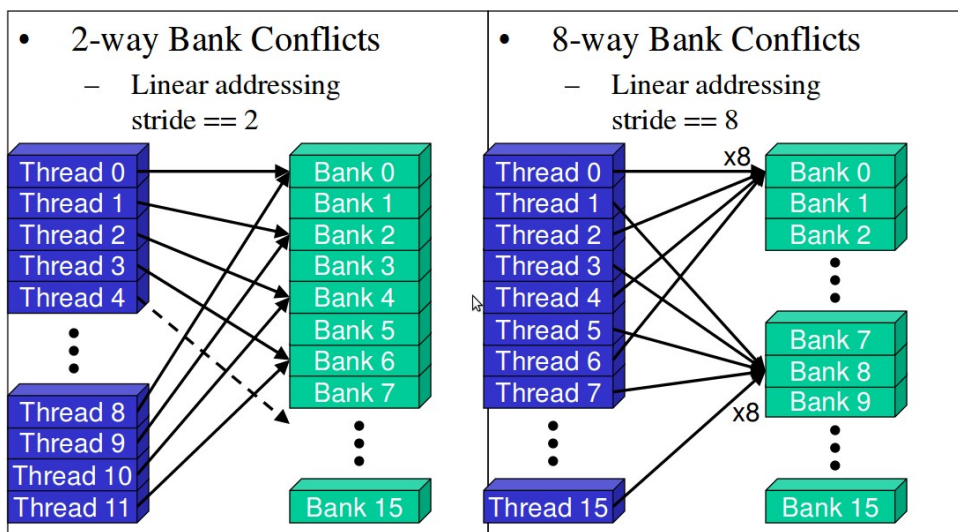 • 2-way Bank Conflicts
– Linear addressing
stride == 2
Thread 0
Thread 1
Thread 2
Thread 3
Thread 4
Thread 8
Thread 9
Thread 10
Thread 11
Bank 0
Bank 1
Bank 2
Bank 3
Bank 4
Bank 5
Bank 6
Bank 7
Bank 15
• 8-way Bank Conflicts
– Linear addressing
stride == 8
Thread 0
Thread 1
Thread 2
Thread 3
Thread 4
Thread 5
Thread 6
Thread 7
Thread 15
x8
x8
Bank 0
Bank 1
Bank 2
Bank 7
Bank 8
Bank 9
Bank 15